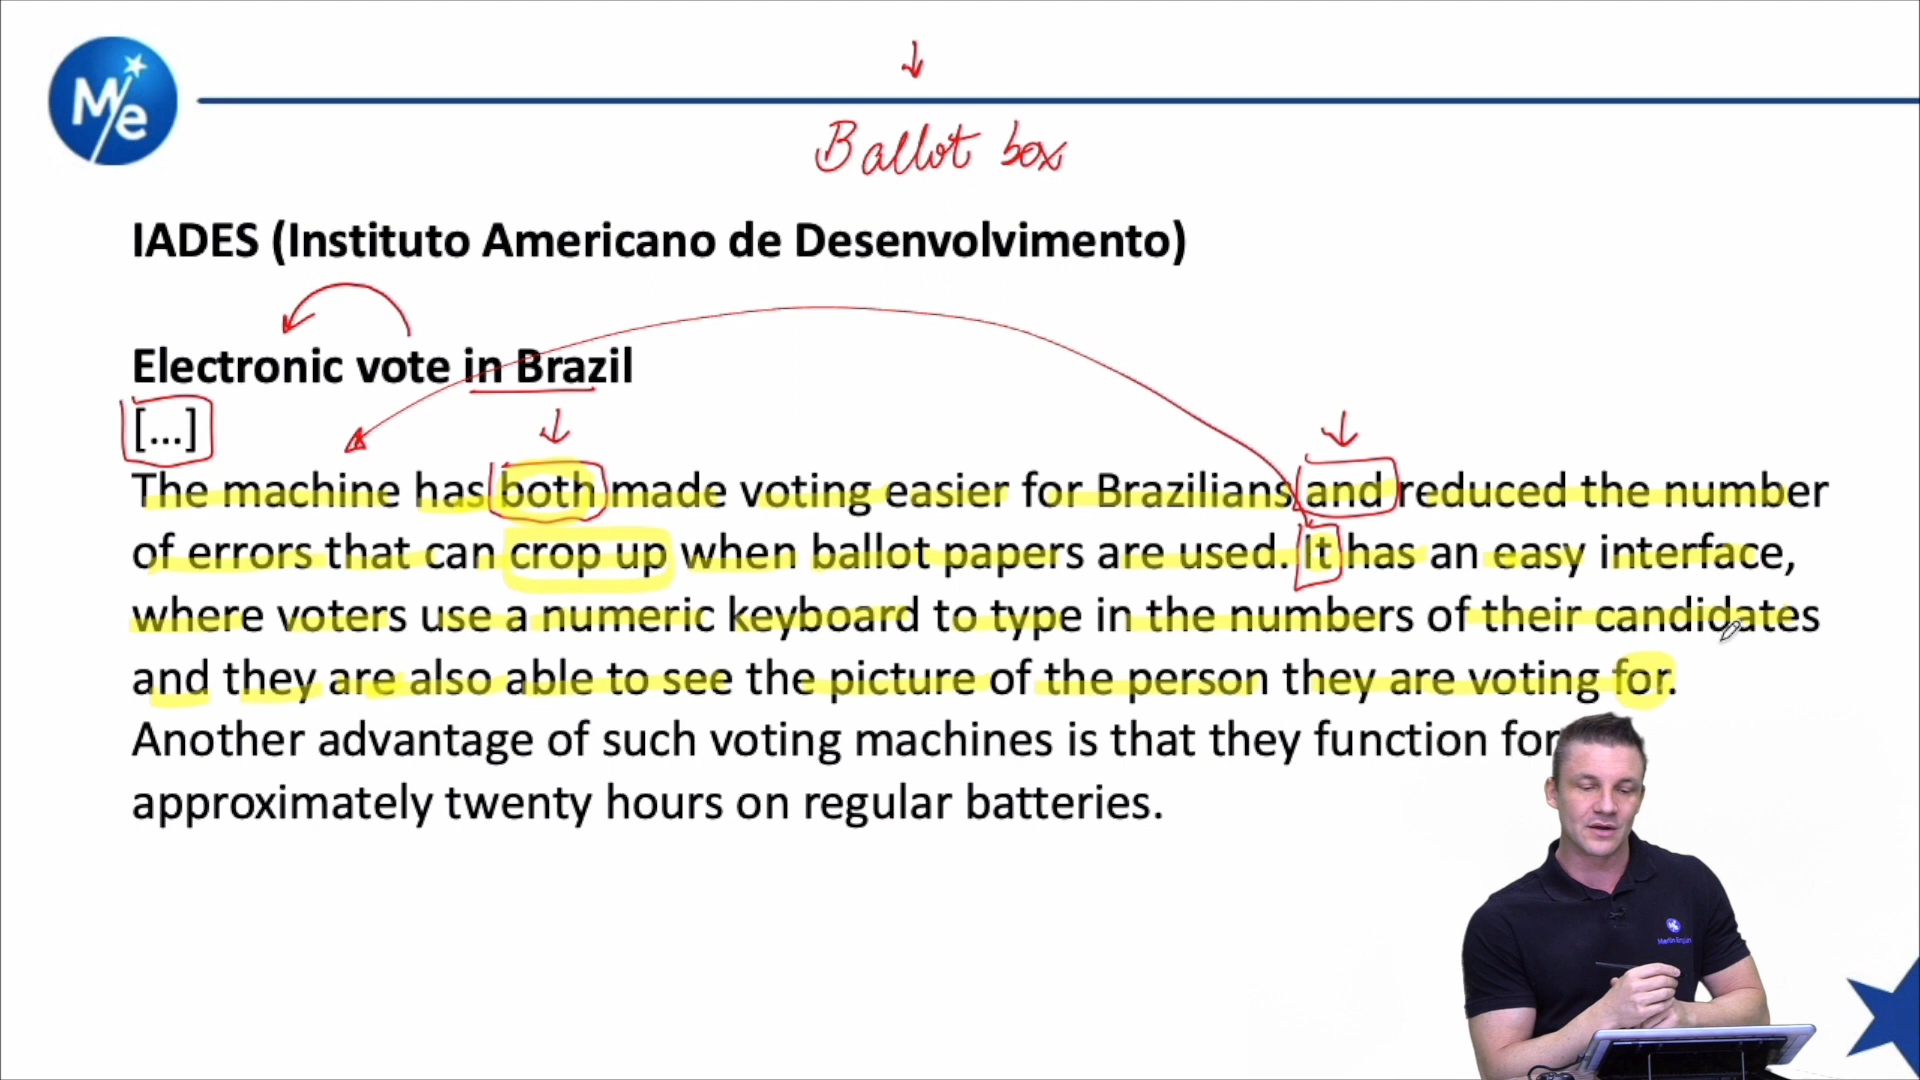 M/e
Ballot box
IADES (Instituto Americano de Desenvolvimento)
Electronic vote in Brazil
[...]
The machine has both made voting easier for Brazilians and reduced the number
of errors that can crop up when ballot papers are used. It has an easy interface,
where voters use a numeric keyboard to type in the numbers of their candidates
and they are also able to see the picture of the person they are voting for.
Another advantage of such voting machines is that they function for
approximately twenty hours on regular batteries.